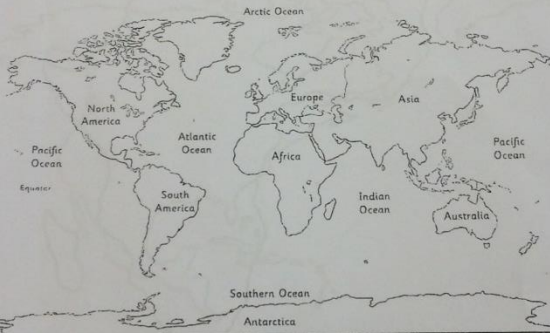 Arctic Ocean
North
America
Europe
Asia
Atlantic
Ocean
Pacific
Ocean
Africa
Pacific
Ocean
Equator
South
America
Indian
Ocean
Australia
Southern Ocean
Antarctica